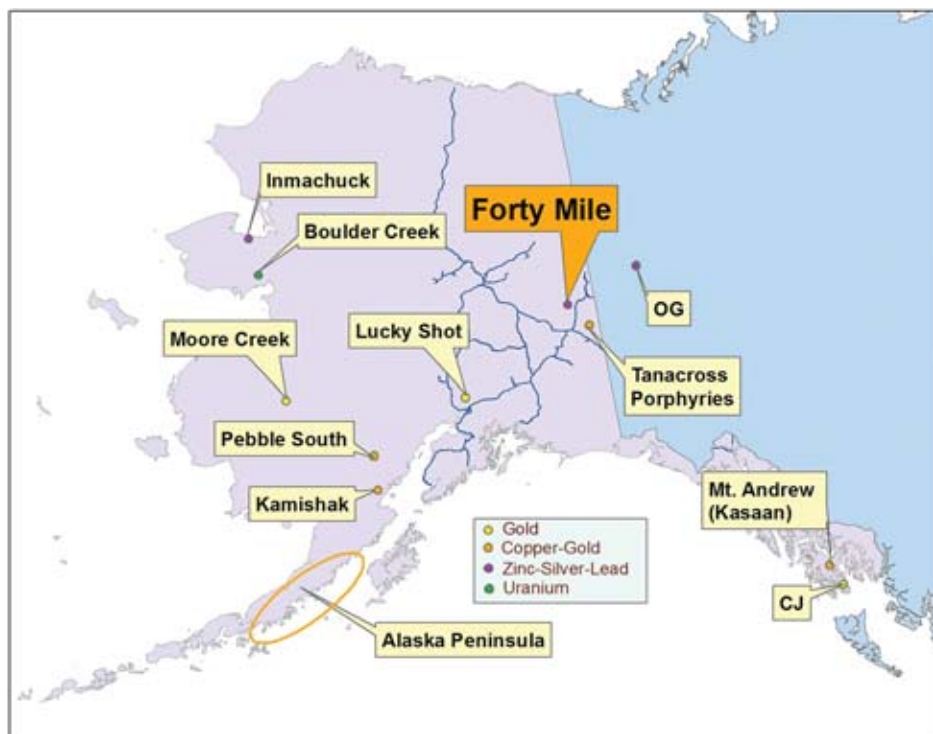 Inmachuck
Boulder Creek
Forty Mile
OG
Moore Creek
Lucky Shot
Tanacross
Porphyries
Pebble South
Kamishak
Mt. Andrew
(Kasaan)
Gold
Copper-Gold
Zinc-Silver-Lead
Uranium
CJ
Alaska Peninsula